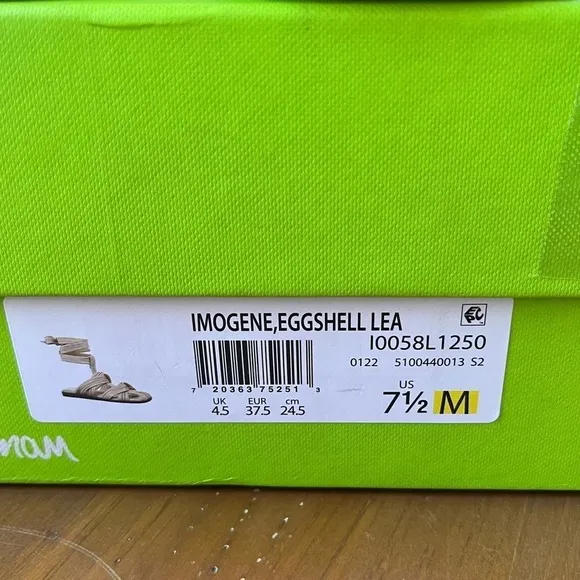 IMOGENE,EGGSHELL LEA
I0058L1250
0122 5100440013 S2
7 20363 75251 3
UK EUR cm
4.5 37.5 24.5
US
7½ M